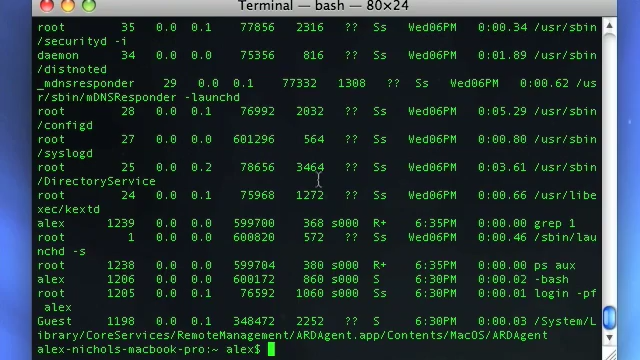 Terminal — bash — 80×24
root 35 0.0 0.1 77856 2316 ?? Ss Wed06PM 0:00.34 /usr/sbin
/securityd -i
daemon 34 0.0 0.0 75356 816 ?? Ss Wed06PM 0:01.89 /usr/sbin
/distnoted
_mdnsresponder 29 0.0 0.1 77332 1308 ?? Ss Wed06PM 0:00.62 /us
r/sbin/mDNSResponder -launchd
root 28 0.0 0.1 76992 2032 ?? Ss Wed06PM 0:05.29 /usr/sbin
/configd
root 27 0.0 0.0 601296 564 ?? Ss Wed06PM 0:00.80 /usr/sbin
/syslogd
root 25 0.0 0.2 78656 3464 ?? Ss Wed06PM 0:03.61 /usr/sbin
/DirectoryService
root 24 0.0 0.1 75968 1272 ?? Ss Wed06PM 0:00.66 /usr/libe
xec/kextd
alex 1239 0.0 0.0 599700 368 s000 R+ 6:35PM 0:00.00 grep 1
root 1 0.0 0.0 600820 572 ?? Ss Wed06PM 0:00.46 /sbin/lau
nchd -s
root 1238 0.0 0.0 599704 380 s000 R+ 6:35PM 0:00.00 ps aux
alex 1206 0.0 0.0 600172 860 s000 S 6:30PM 0:00.02 -bash
root 1205 0.0 0.1 76592 1060 s000 Ss 6:30PM 0:00.01 login -pf
alex
Guest 1198 0.0 0.1 348472 2252 ?? S 6:30PM 0:00.03 /System/L
ibrary/CoreServices/RemoteManagement/ARDAgent.app/Contents/MacOS/ARDAgent
alex-nichols-macbook-pro:~ alex$